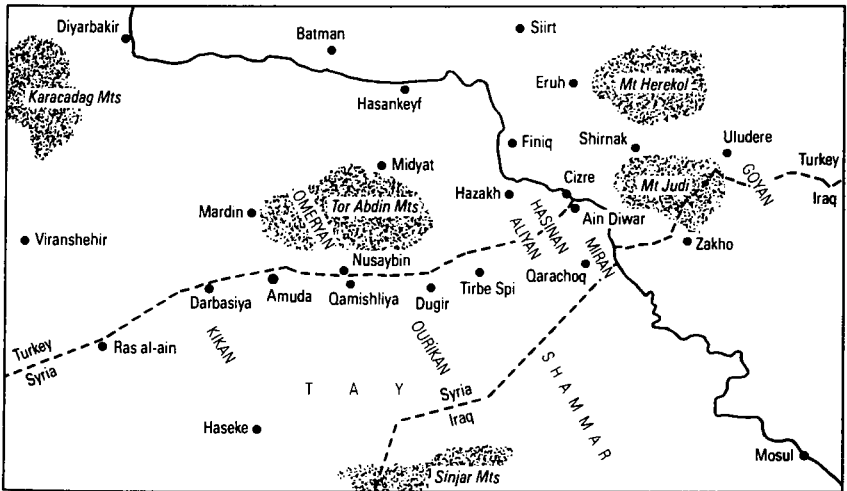 Diyarbakir
Batman
Siirt
Karacadag Mts
Hasankeyf
Eruh
Mt Herekol
Finiq
Shirnak
Uludere
Midyat
Turkey
Iraq
GOYAN
Mt Judi
Cizre
Hazakh
Mardin
OMERYAN
Tor Abdin Mts
HASINAN
ALIYAN
Ain Diwar
MIRAN
Zakho
Viranshehir
Nusaybin
Qarachoq
Darbasiya
Amuda
Qamishliya
Dugir
Tirbe Spi
KIKAN
OURIKAN
Turkey
Syria
Ras al-ain
TAY
Syria
Iraq
SHAMMAR
Haseke
Sinjar Mts
Mosul